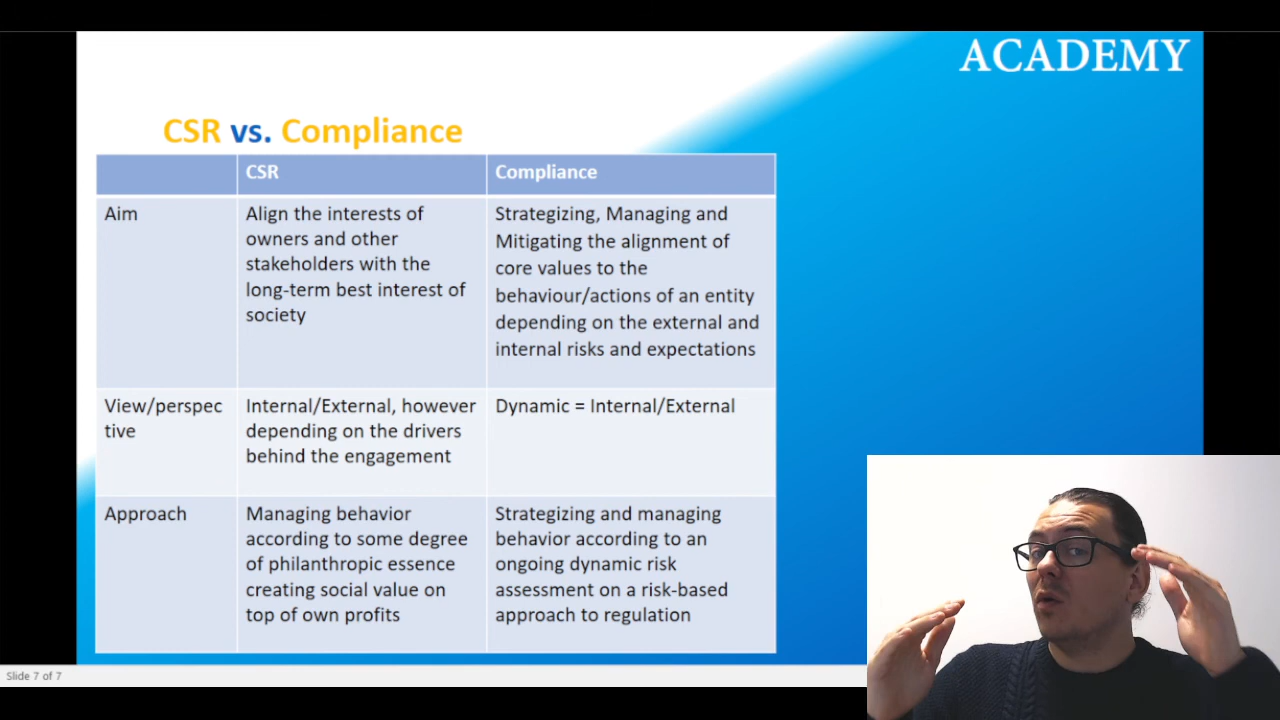 ACADEMY
CSR vs. Compliance
CSR
Compliance
Aim
Align the interests of
owners and other
stakeholders with the
long-term best interest of
society
Strategizing, Managing and
Mitigating the alignment of
core values to the
behaviour/actions of an entity
depending on the external and
internal risks and expectations
View/perspec
tive
Internal/External, however
depending on the drivers
behind the engagement
Dynamic = Internal/External
Approach
Managing behavior
according to some degree
of philanthropic essence
creating social value on
top of own profits
Strategizing and managing
behavior according to an
ongoing dynamic risk
assessment on a risk-based
approach to regulation
Slide 7 of 7